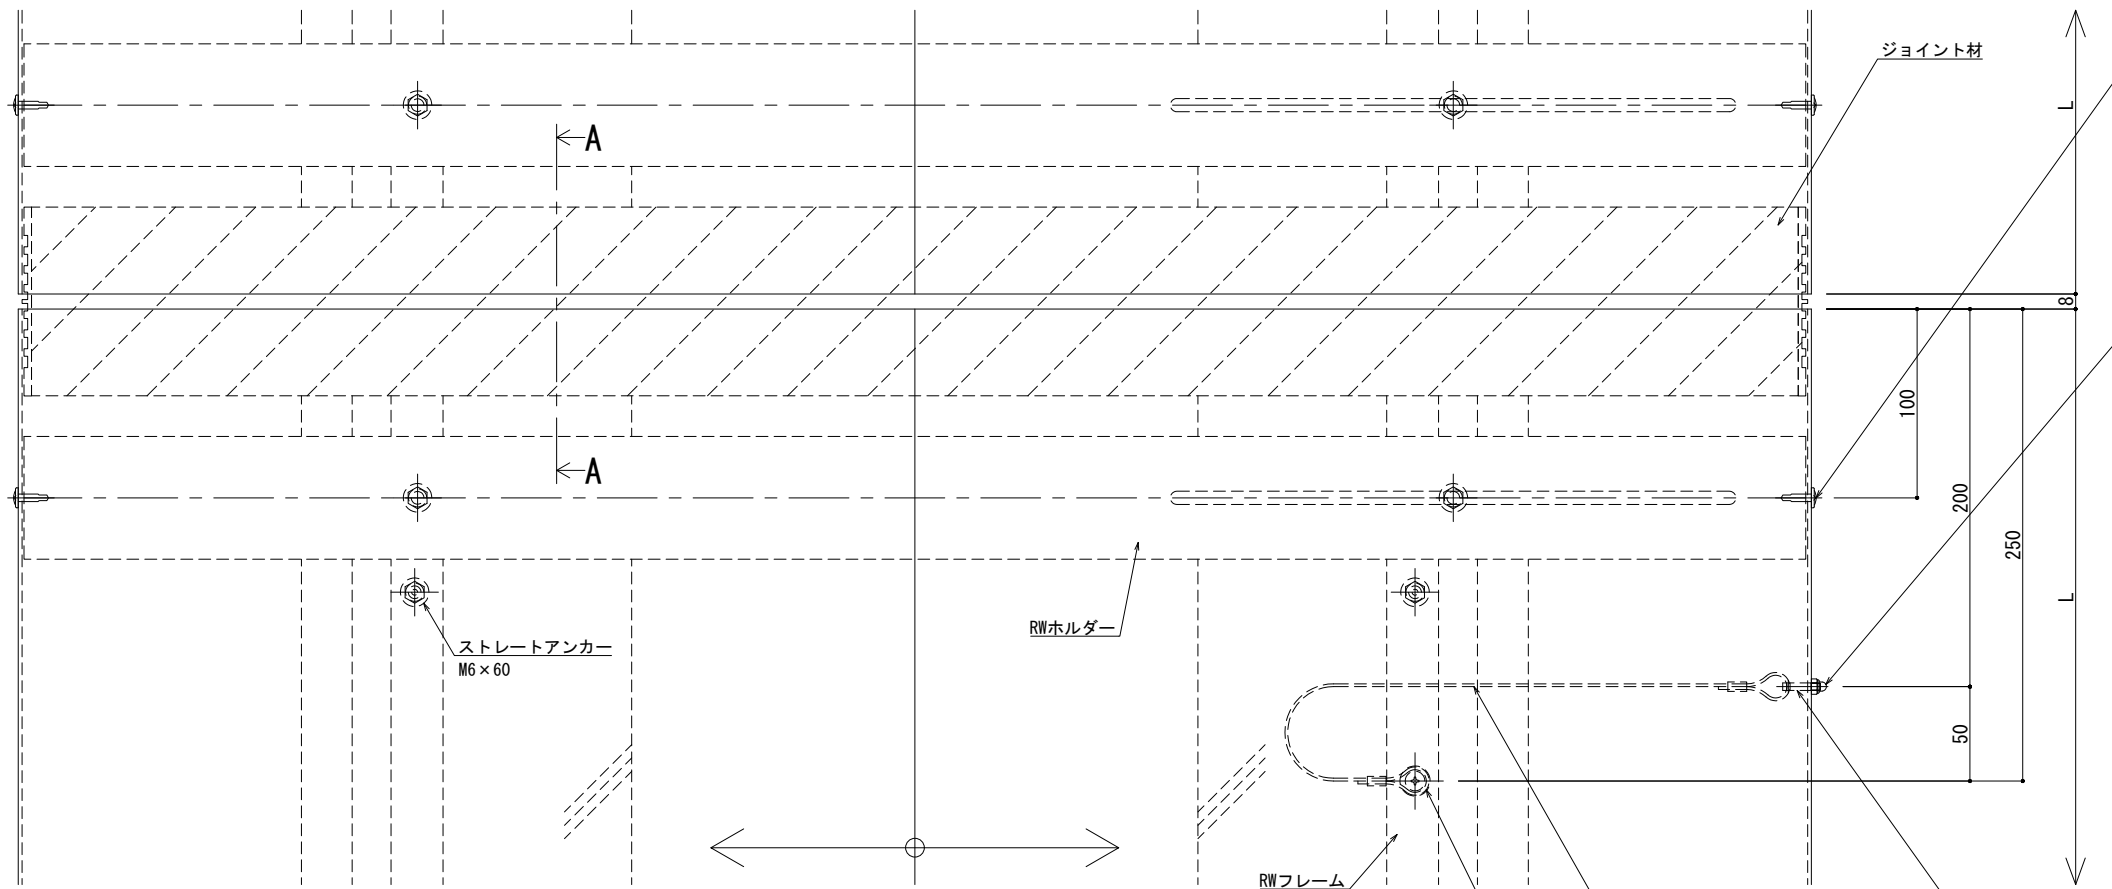 ジョイント材
L
A
8
100
A
200
250
RWホルダー
L
ストレートアンカー
M6×60
50
RWフレーム